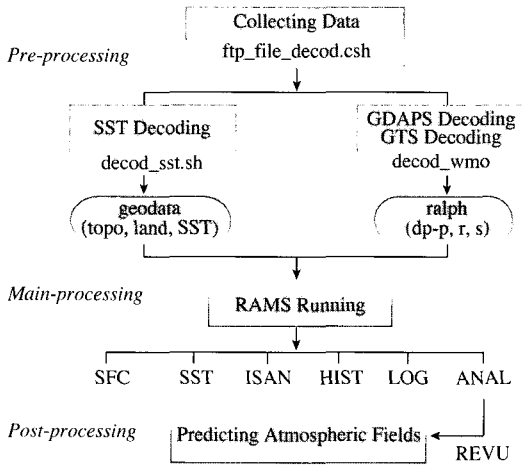 Collecting Data
Pre-processing
ftp_file_decod.csh
SST Decoding
GDAPS Decoding
GTS Decoding
decod_sst.sh
decod_wmo
geodata
(topo, land, SST)
ralph
(dp-p, r, s)
Main-processing
RAMS Running
SFC SST ISAN HIST LOG ANAL
Post-processing
Predicting Atmospheric Fields
REVU